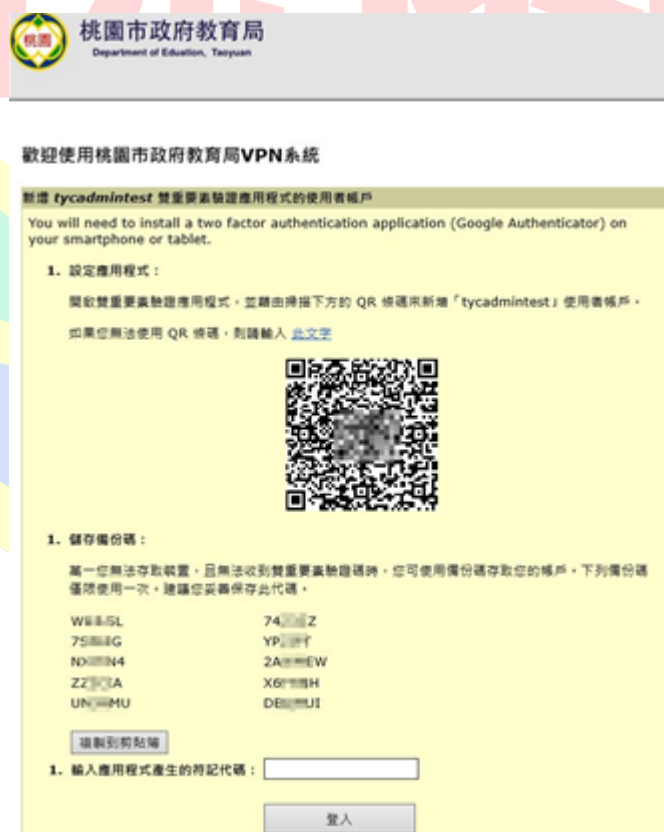 桃園
桃園市政府教育局
Department of Eduation, Taoyuan
歡迎使用桃園市政府教育局VPN系統
新增 tycadmintest 雙重要素驗證應用程式的使用者帳戶
You will need to install a two factor authentication application (Google Authenticator) on
your smartphone or tablet.
1. 設定應用程式：
開啟雙重要素驗證應用程式，並藉由掃描下方的 QR 條碼來新增「tycadmintest」使用者帳戶。
如果您無法使用 QR 條碼，則請輸入 此文字
1. 儲存備份碼：
萬一您無法存取裝置，且無法收到雙重要素驗證碼時，您可使用備份碼存取您的帳戶。下列備份碼
僅限使用一次。建議您妥善保存此代碼。
複製到剪貼簿
1. 輸入應用程式產生的符記代碼：
登入